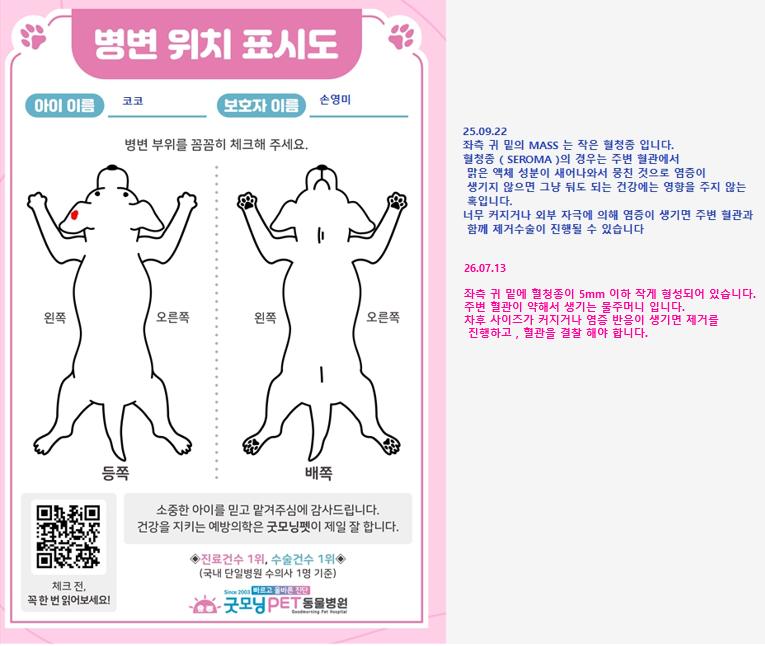 병변 위치 표시도
아이 이름
코코
보호자 이름
손영미
병변 부위를 꼼꼼히 체크해 주세요.
왼쪽
오른쪽
왼쪽
오른쪽
등쪽
배쪽
체크 전,
꼭 한 번 읽어보세요!
소중한 아이를 믿고 맡겨주심에 감사드립니다.
건강을 지키는 예방의학은 굿모닝펫이 제일 잘 합니다.
◈진료건수 1위, 수술건수 1위◈
(국내 단일병원 수의사 1명 기준)
Since 2003 빠르고 올바른 진단
굿모닝PET동물병원
Goodmorning Pet Hospital
25.09.22
좌측 귀 밑의 MASS 는 작은 혈청종 입니다.
혈청종 ( SEROMA )의 경우는 주변 혈관에서
맑은 액체 성분이 새어나와서 뭉친 것으로 염증이
생기지 않으면 그냥 둬도 되는 건강에는 영향을 주지 않는
혹입니다.
너무 커지거나 외부 자극에 의해 염증이 생기면 주변 혈관과
함께 제거수술이 진행될 수 있습니다
26.07.13
좌측 귀 밑에 혈청종이 5mm 이하 작게 형성되어 있습니다.
주변 혈관이 약해서 생기는 물주머니 입니다.
차후 사이즈가 커지거나 염증 반응이 생기면 제거를
진행하고 , 혈관을 결찰 해야 합니다.